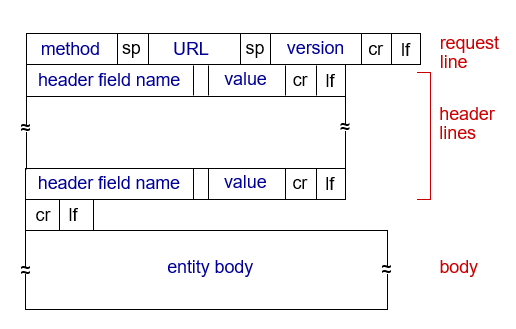 method sp URL sp version cr lf
request
line
header field name value cr lf
header
lines
≈ ≈
header field name value cr lf
cr lf
≈ entity body ≈
body